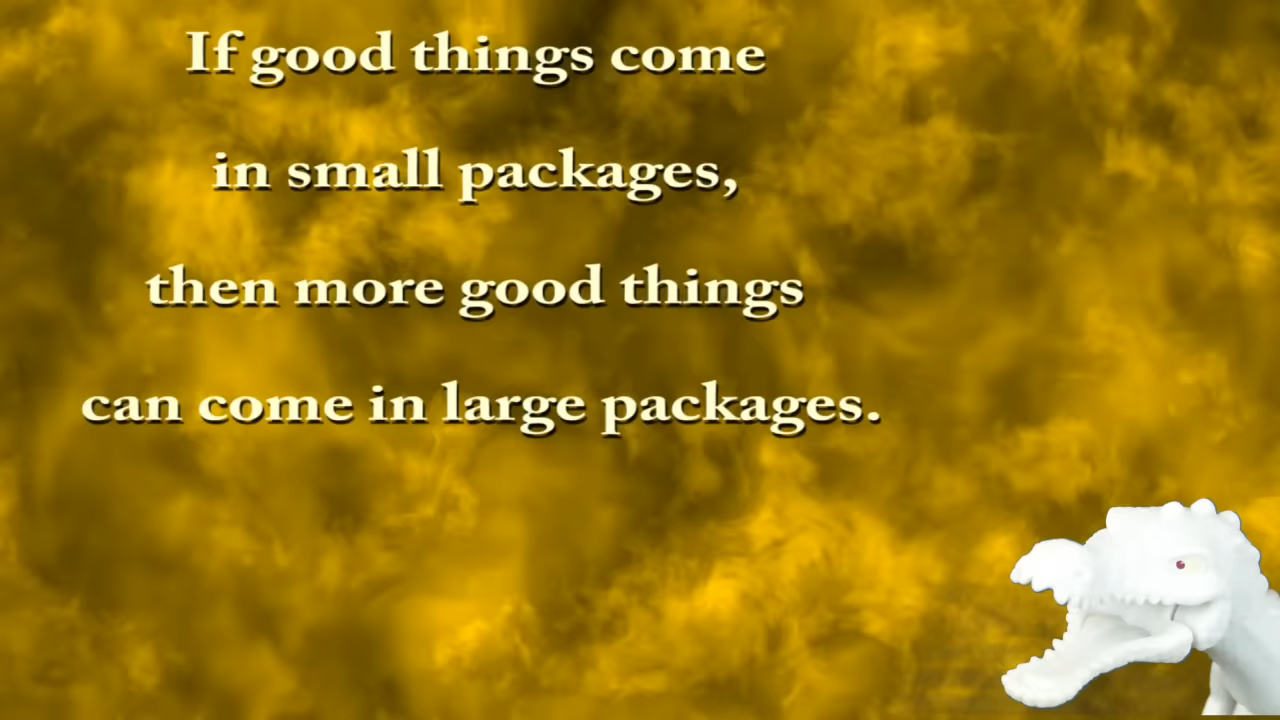 If good things come
in small packages,
then more good things
can come in large packages.